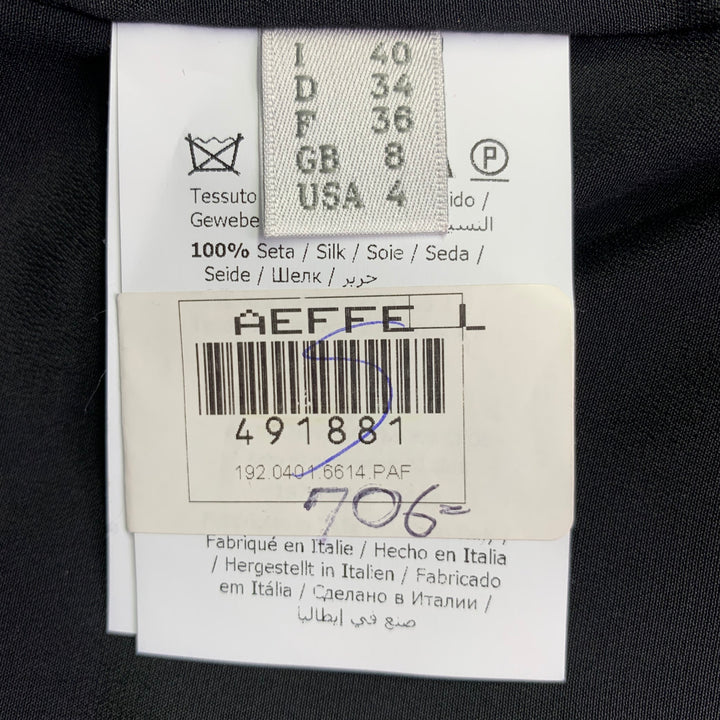 I 40
D 34
F 36
GB 8
USA 4
P
Tessuto ido /
Gewebe النسي
100% Seta / Silk / Soie / Seda /
Seide / Шелк / حرير
AEFFE L
S
491881
192.0401.6614.PAF
706=
Fabriqué en Italie / Hecho en Italia
/ Hergestellt in Italien / Fabricado
em Itália / Сделано в Италии /
صنع في إيطاليا